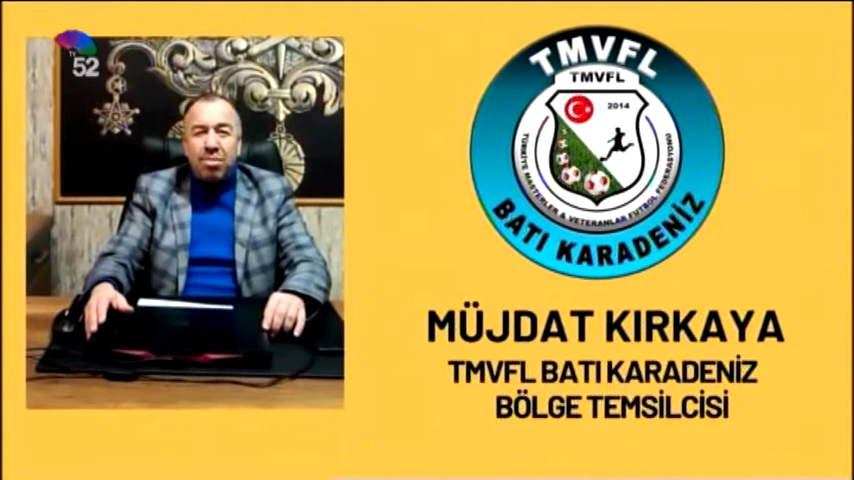 TV
52
TMVFL
TMVFL
2014
TÜRKİYE MASTERLER & VETERANLAR FUTBOL FEDERASYONU
BATI KARADENİZ
MÜJDAT KIRKAYA
TMVFL BATI KARADENİZ
BÖLGE TEMSİLCİSİ